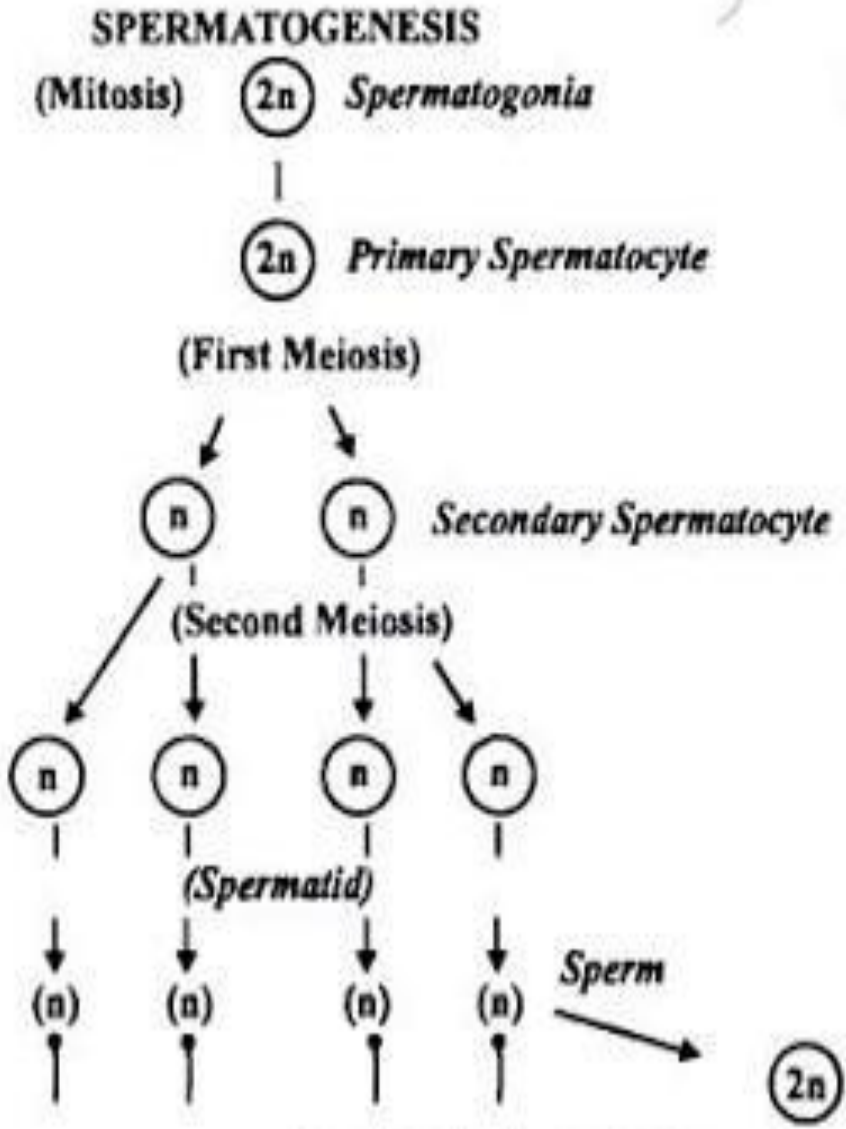 SPERMATOGENESIS
(Mitosis) 2n Spermatogonia
2n Primary Spermatocyte
(First Meiosis)
n n Secondary Spermatocyte
(Second Meiosis)
n n n n
(Spermatid)
Sperm
(n) (n) (n) (n)
2n